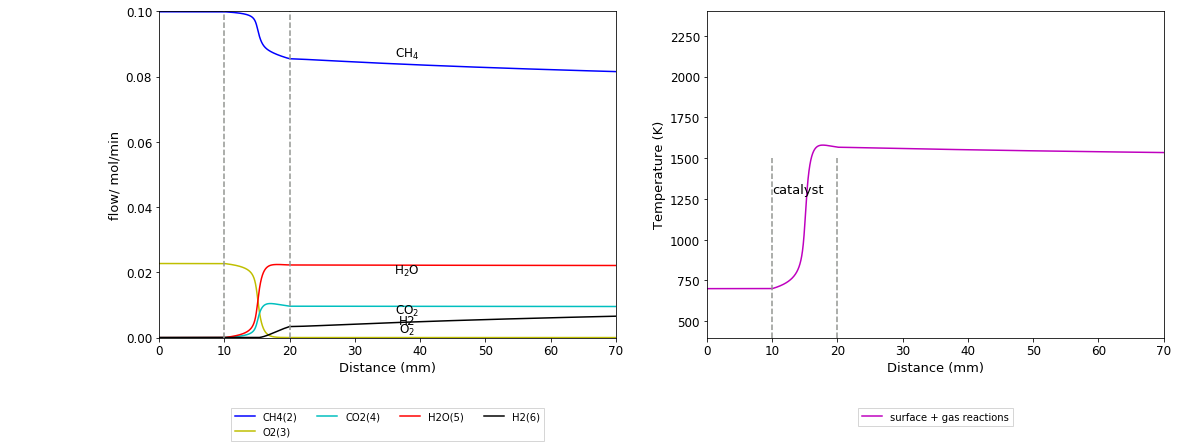 0.10
0.08
0.06
0.04
0.02
0.00
flow/ mol/min
CH₄
H₂O
CO₂
H2
O₂
0 10 20 30 40 50 60 70
Distance (mm)
CH4(2) CO2(4) H2O(5) H2(6)
O2(3)
2250
2000
1750
1500
1250
1000
750
500
Temperature (K)
catalyst
0 10 20 30 40 50 60 70
Distance (mm)
surface + gas reactions